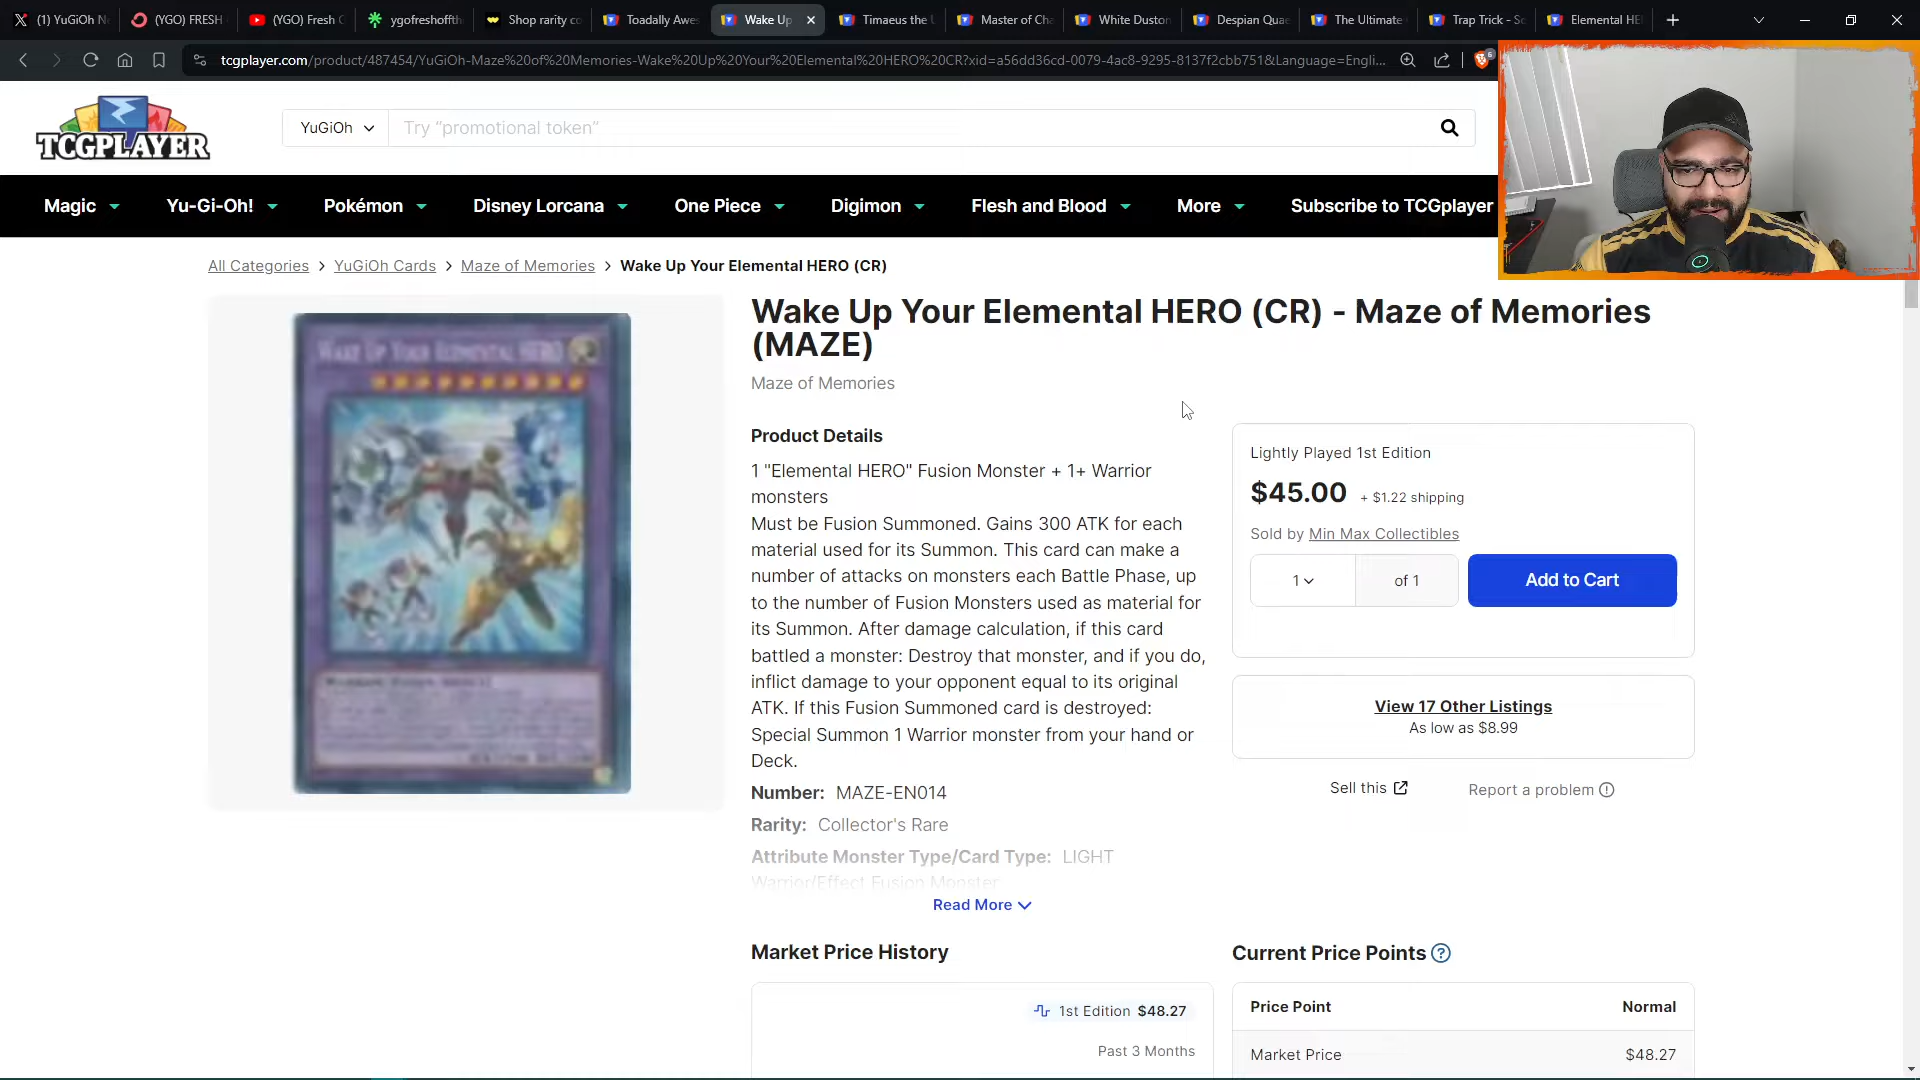 (1) YuGiOh N
(YGO) FRESH
(YGO) Fresh C
ygofreshoffth
Shop rarity co
Toadally Awes
Wake Up
Timaeus the U
Master of Cha
White Duston
Despian Quae
The Ultimate
Trap Trick - S
Elemental HE
tcgplayer.com/product/487454/YuGiOh-Maze%20of%20Memories-Wake%20Up%20Your%20Elemental%20HERO%20CR?xid=a56dd36cd-0079-4ac8-9295-8137f2cbb751&Language=Engli...
6
TCGPLAYER
YuGiOh
Try "promotional token"
Magic
Yu-Gi-Oh!
Pokémon
Disney Lorcana
One Piece
Digimon
Flesh and Blood
More
Subscribe to TCGplayer
All Categories > YuGiOh Cards > Maze of Memories > Wake Up Your Elemental HERO (CR)
WAKE UP YOUR ELEMENTAL HERO
Wake Up Your Elemental HERO (CR) - Maze of Memories
(MAZE)
Maze of Memories
Product Details
1 "Elemental HERO" Fusion Monster + 1+ Warrior
monsters
Must be Fusion Summoned. Gains 300 ATK for each
material used for its Summon. This card can make a
number of attacks on monsters each Battle Phase, up
to the number of Fusion Monsters used as material for
its Summon. After damage calculation, if this card
battled a monster: Destroy that monster, and if you do,
inflict damage to your opponent equal to its original
ATK. If this Fusion Summoned card is destroyed:
Special Summon 1 Warrior monster from your hand or
Deck.
Number: MAZE-EN014
Rarity: Collector's Rare
Attribute Monster Type/Card Type: LIGHT
Warrior/Effect Fusion Monster
Read More
Lightly Played 1st Edition
$45.00 + $1.22 shipping
Sold by Min Max Collectibles
1
of 1
Add to Cart
View 17 Other Listings
As low as $8.99
Sell this
Report a problem
Market Price History
1st Edition $48.27
Past 3 Months
Current Price Points
Price Point
Normal
Market Price
$48.27